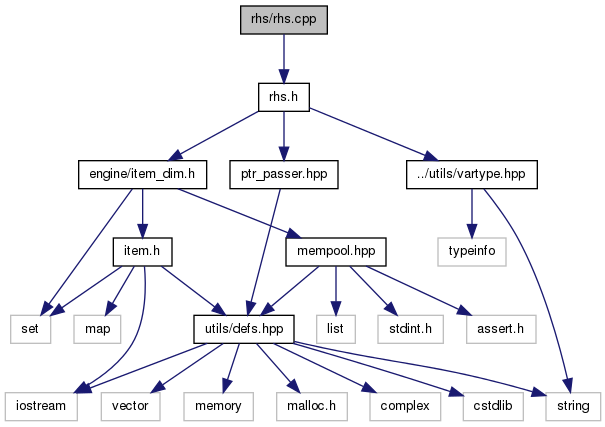 rhs/rhs.cpp
rhs.h
engine/item_dim.h
ptr_passer.hpp
../utils/vartype.hpp
item.h
mempool.hpp
typeinfo
set
map
utils/defs.hpp
list
stdint.h
assert.h
iostream
vector
memory
malloc.h
complex
cstdlib
string